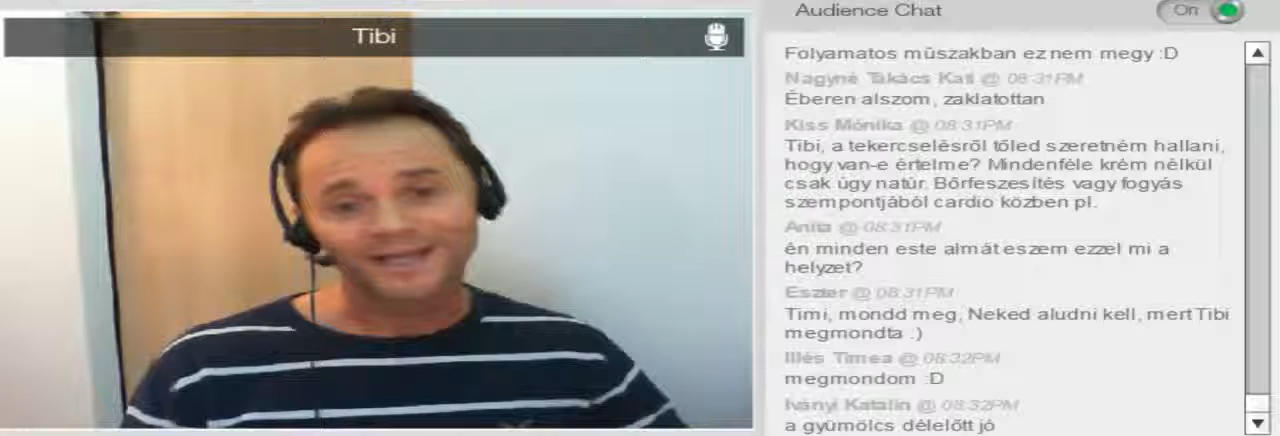 Audience Chat
On
Tibi
Folyamatos műszakban ez nem megy :D
Nagyné Takács Kati @ 08:31PM
Éberen alszom, zaklatottan
Kiss Mónika @ 08:31PM
Tibi, a tekercselésről tőled szeretném hallani,
hogy van-e értelme? Mindenféle krém nélkül
csak úgy natúr. Bőrfeszesítés vagy fogyás
szempontjából cardio közben pl.
Anita @ 08:31PM
én minden este almát eszem ezzel mi a
helyzet?
Eszter @ 08:31PM
Timi, mondd meg, Neked aludni kell, mert Tibi
megmondta :)
Illés Tímea @ 08:32PM
megmondom :D
Iványi Katalin @ 08:32PM
a gyümölcs délelőtt jó